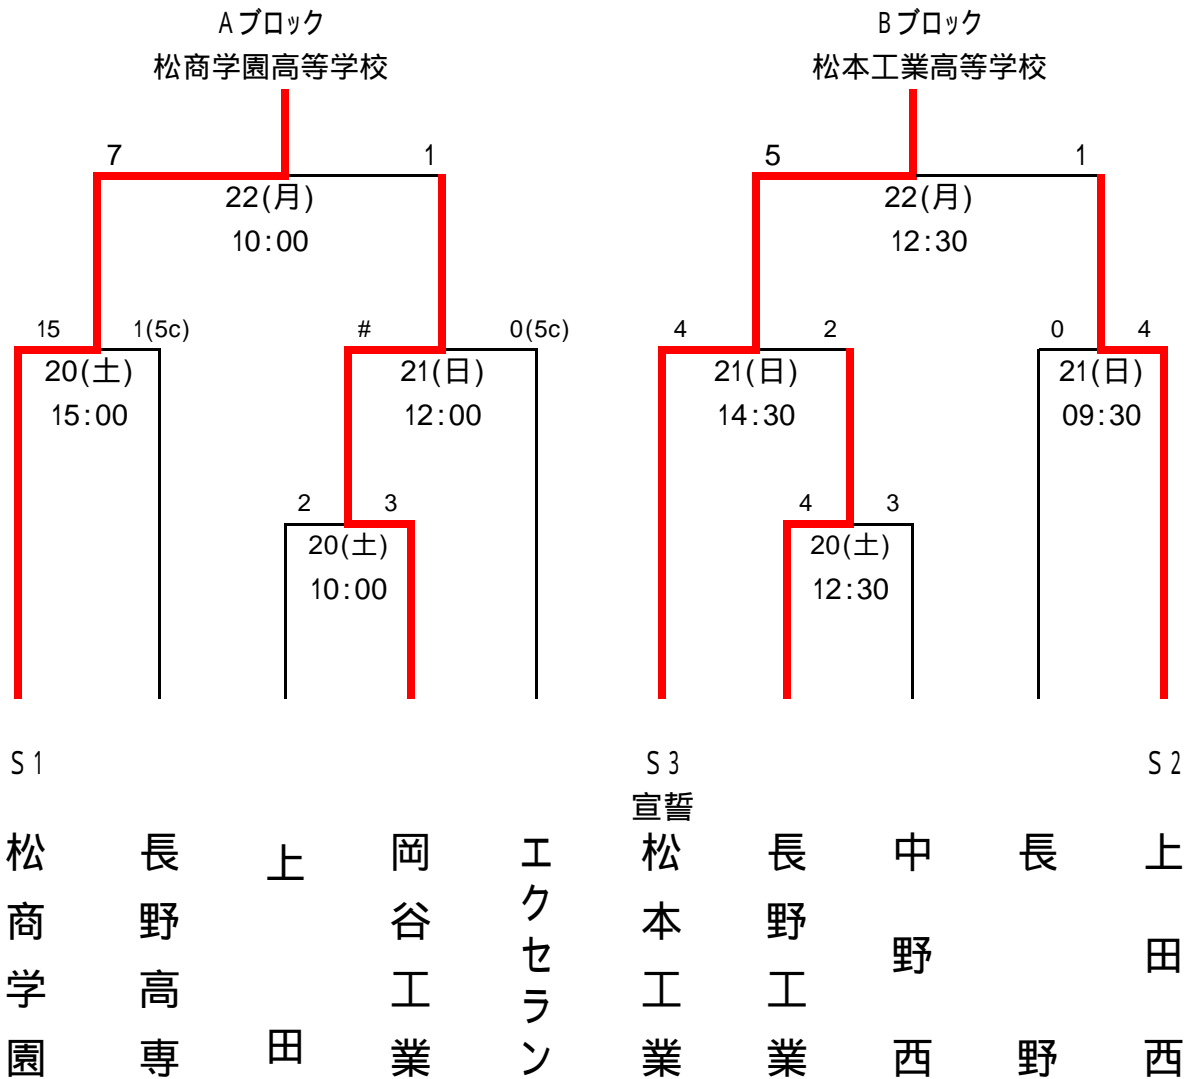 Aブロック
松商学園高等学校
7
1
22(月)
10:00
15
1(5c)
20(土)
15:00
#
0(5c)
21(日)
12:00
2
3
20(土)
10:00
Bブロック
松本工業高等学校
5
1
22(月)
12:30
4
2
21(日)
14:30
0
4
21(日)
09:30
4
3
20(土)
12:30
S1
S3
宣誓
S2
松商学園
長野高専
上田
岡谷工業
エクセラン
松本工業
長野工業
中野西
長野
上田西